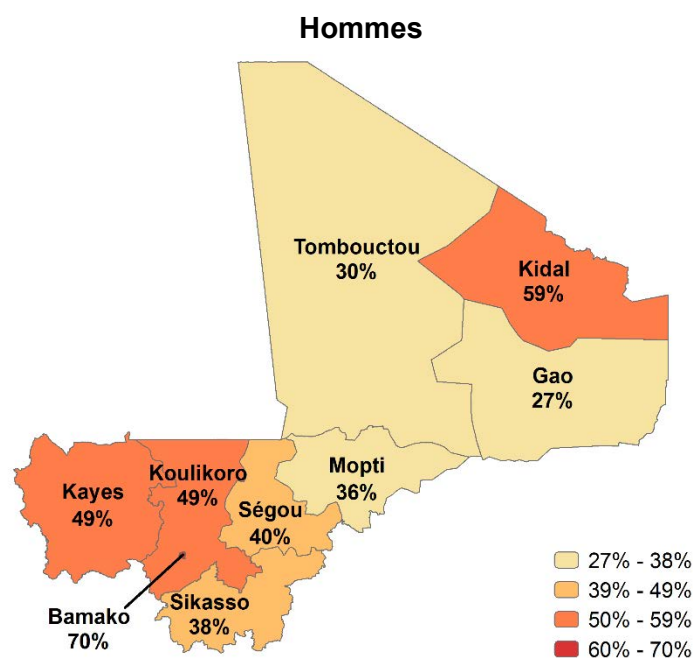 Hommes
Tombouctou
30%
Kidal
59%
Gao
27%
Mopti
36%
Koulikoro
49%
Kayes
49%
Ségou
40%
Bamako
70%
Sikasso
38%
27% - 38%
39% - 49%
50% - 59%
60% - 70%